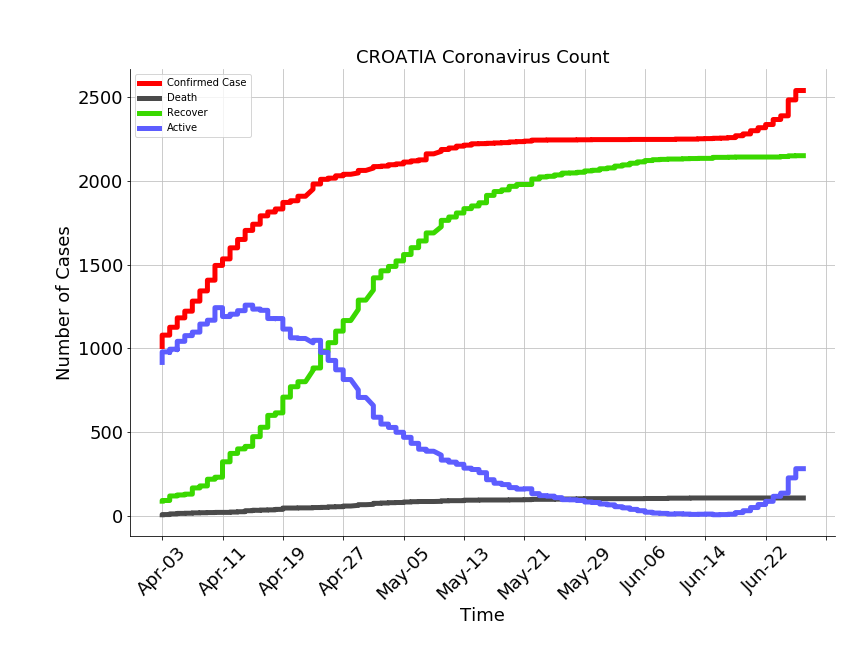 CROATIA Coronavirus Count
Confirmed Case
Death
Recover
Active
2500
2000
1500
1000
500
0
Number of Cases
Apr-03
Apr-11
Apr-19
Apr-27
May-05
May-13
May-21
May-29
Jun-06
Jun-14
Jun-22
Time